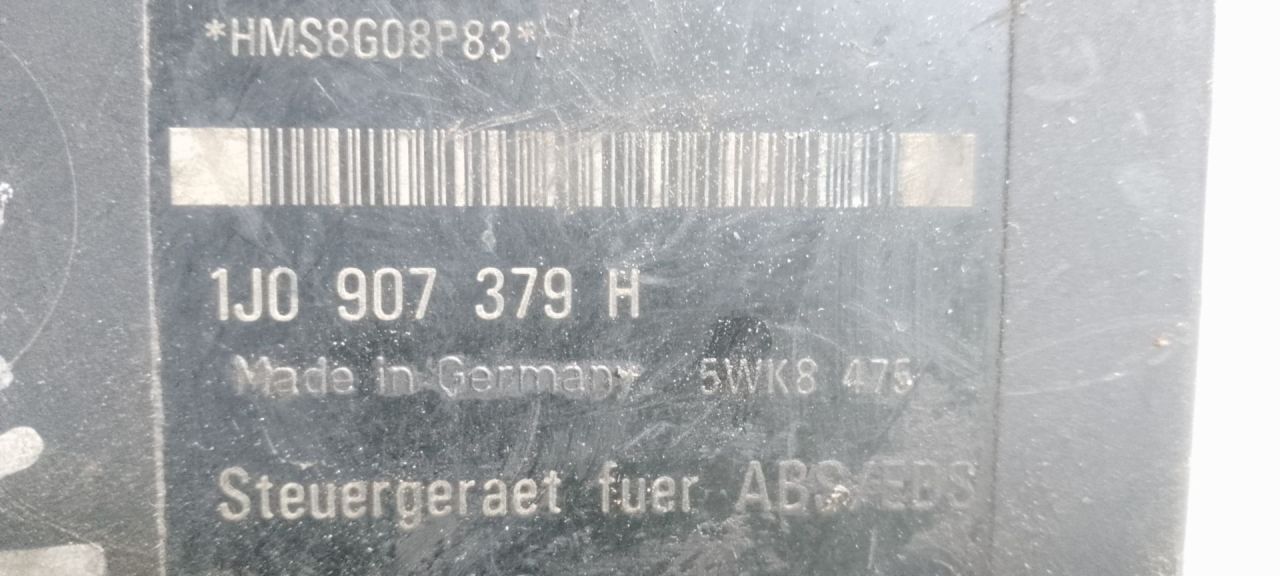 *HMS8G08P83*
1J0 907 379 H
Made in Germany 5WK8 475
Steuergeraet fuer ABS/EDS